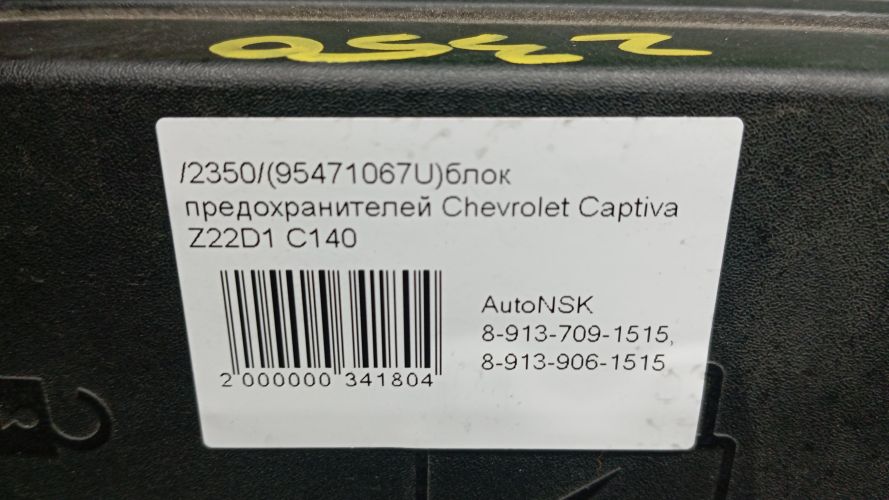 /2350/(95471067U)блок
предохранителей Chevrolet Captiva
Z22D1 C140
AutoNSK
8-913-709-1515,
8-913-906-1515
2 000000 341804